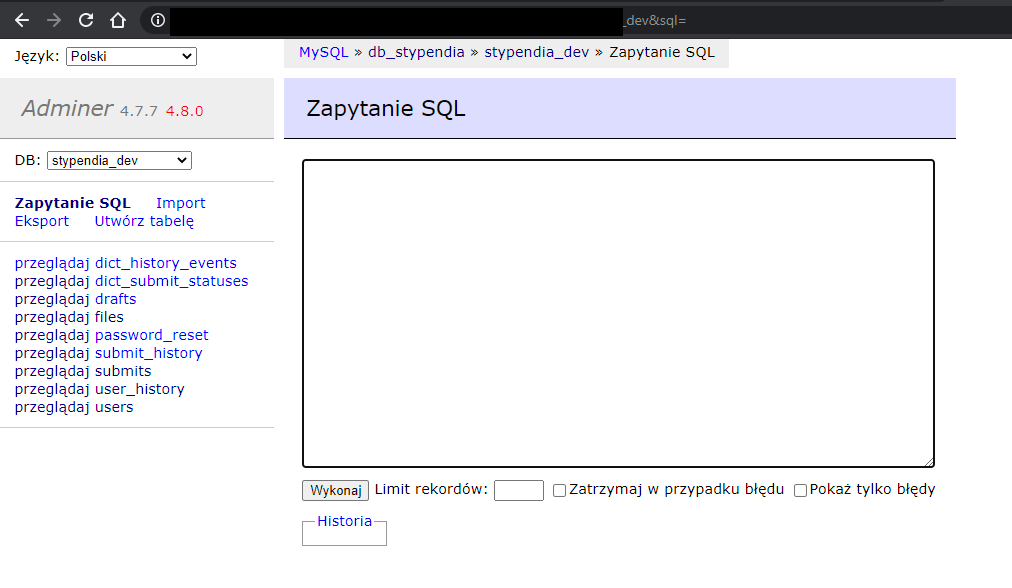 _dev&sql=
Język: Polski
MySQL » db_stypendia » stypendia_dev » Zapytanie SQL
Adminer 4.7.7 4.8.0
Zapytanie SQL
DB: stypendia_dev
Zapytanie SQL Import
Eksport Utwórz tabelę
przeglądaj dict_history_events
przeglądaj dict_submit_statuses
przeglądaj drafts
przeglądaj files
przeglądaj password_reset
przeglądaj submit_history
przeglądaj submits
przeglądaj user_history
przeglądaj users
Wykonaj Limit rekordów: Zatrzymaj w przypadku błędu Pokaż tylko błędy
Historia